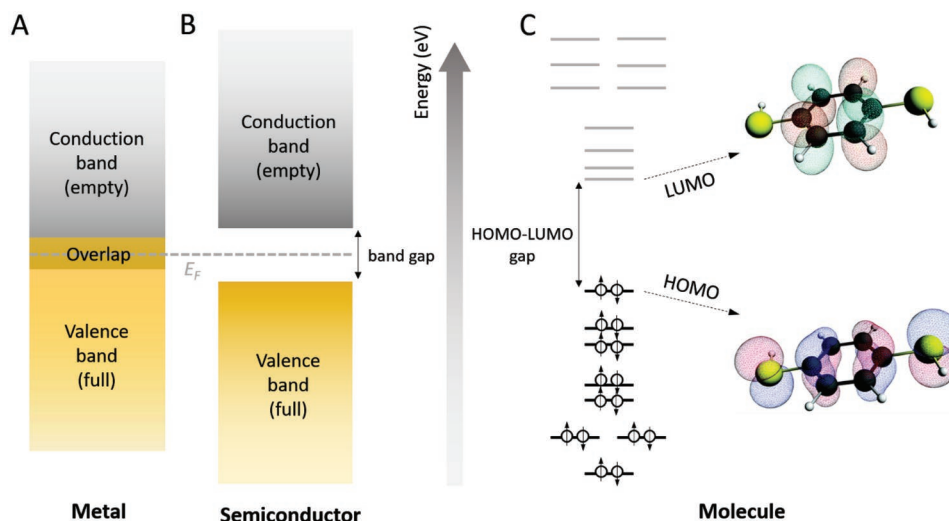 A
B
C
Conduction
band
(empty)
Overlap
E_F
Valence
band
(full)
Metal
Conduction
band
(empty)
band gap
Valence
band
(full)
Semiconductor
Energy (eV)
HOMO-LUMO
gap
LUMO
HOMO
Molecule